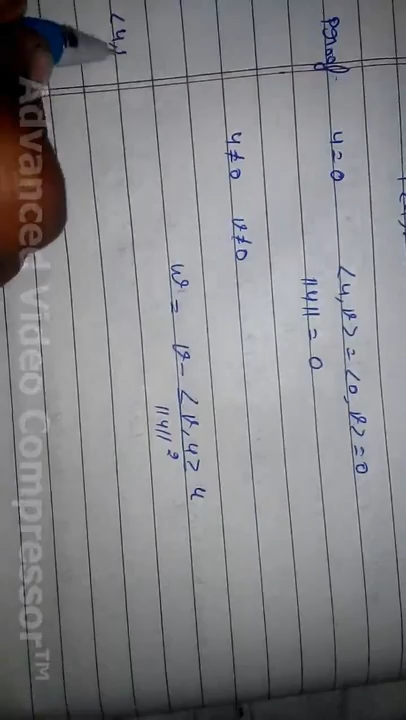 Proof: u=0 <u,v> = <0,v> = 0
||u|| = 0
u≠0 v≠0
w = v - <v,u> u
||u||²
<u,
Advanced Video Compressor™